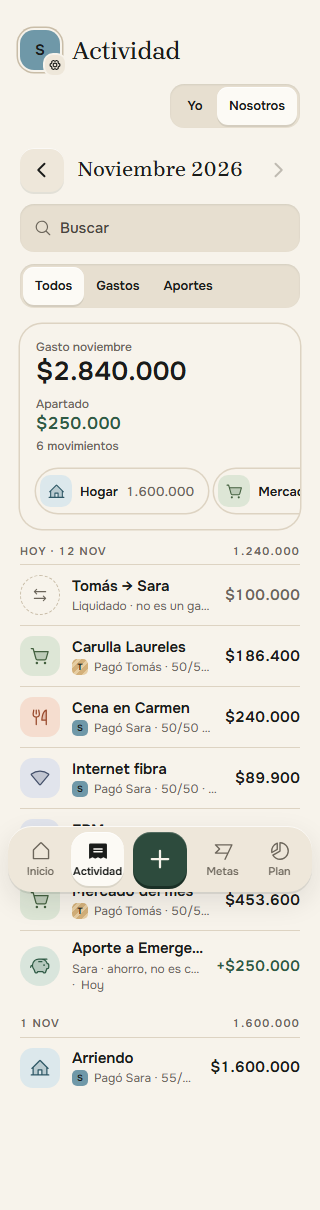 S
Actividad
Yo
Nosotros
Noviembre 2026
Buscar
Todos
Gastos
Aportes
Gasto noviembre
$2.840.000
Apartado
$250.000
6 movimientos
Hogar 1.600.000
HOY · 12 NOV
1.240.000
Tomás → Sara
Liquidado · no es un ga...
$100.000
Carulla Laureles
T Pagó Tomás · 50/5...
$186.400
Cena en Carmen
S Pagó Sara · 50/50 ...
$240.000
Internet fibra
S Pagó Sara · 50/50 · ...
$89.900
Inicio
Actividad
Metas
Plan
T Pagó Tomás · 50/5...
$453.600
Aporte a Emerge...
Sara · ahorro, no es c...
· Hoy
+$250.000
1 NOV
1.600.000
Arriendo
S Pagó Sara · 55/...
$1.600.000